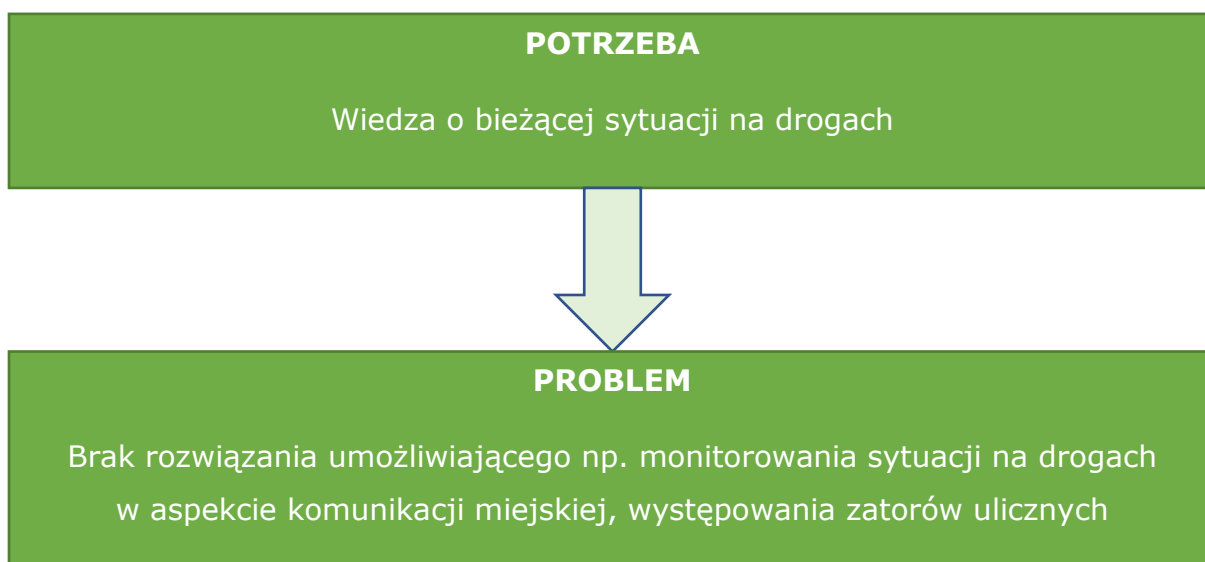 POTRZEBA
Wiedza o bieżącej sytuacji na drogach
PROBLEM
Brak rozwiązania umożliwiającego np. monitorowania sytuacji na drogach
w aspekcie komunikacji miejskiej, występowania zatorów ulicznych